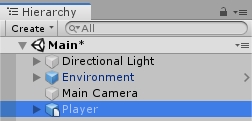 Hierarchy
Create All
Main*
Directional Light
Environment
Main Camera
Player